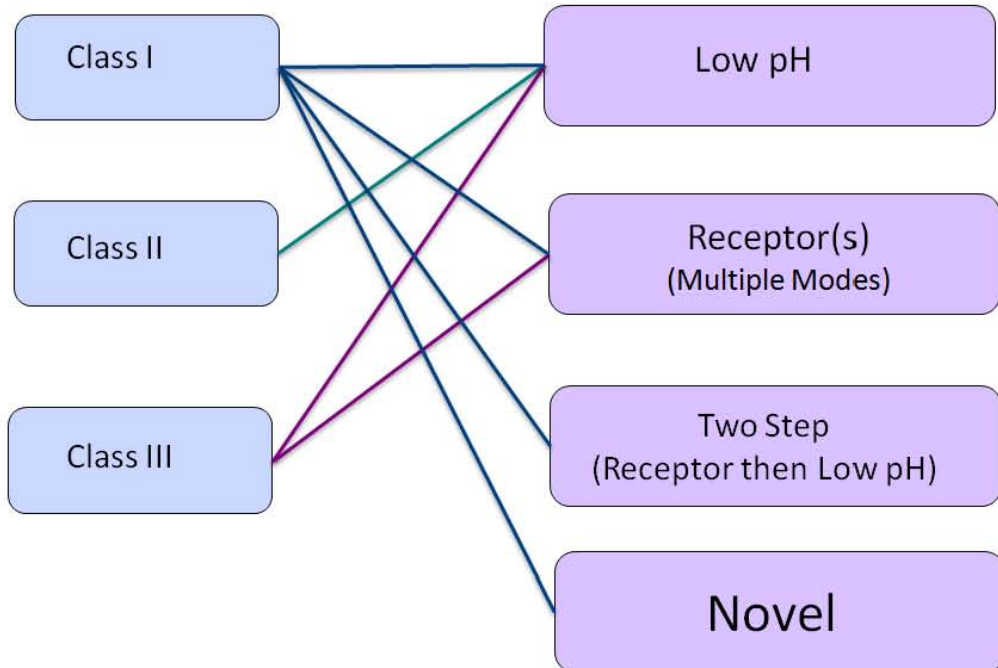 Class I
Low pH
Class II
Receptor(s)
(Multiple Modes)
Class III
Two Step
(Receptor then Low pH)
Novel